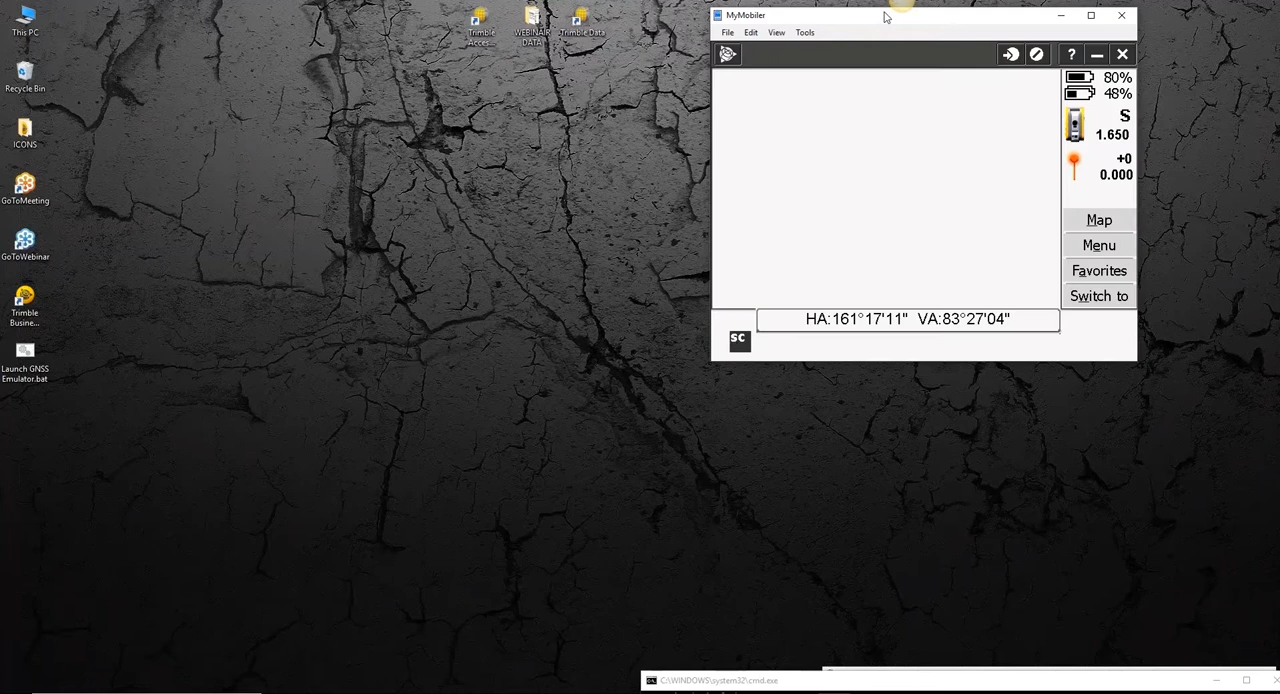 This PC
Recycle Bin
ICONS
GoToMeeting
GoToWebinar
Trimble
Busine...
Launch GNSS
Emulator.bat
Trimble
Acces...
WEBINAR
DATA
Trimble Data
MyMobiler
File Edit View Tools
?
80%
48%
S
1.650
+0
0.000
Map
Menu
Favorites
Switch to
HA:161°17'11" VA:83°27'04"
SC
C:\WINDOWS\system32\cmd.exe